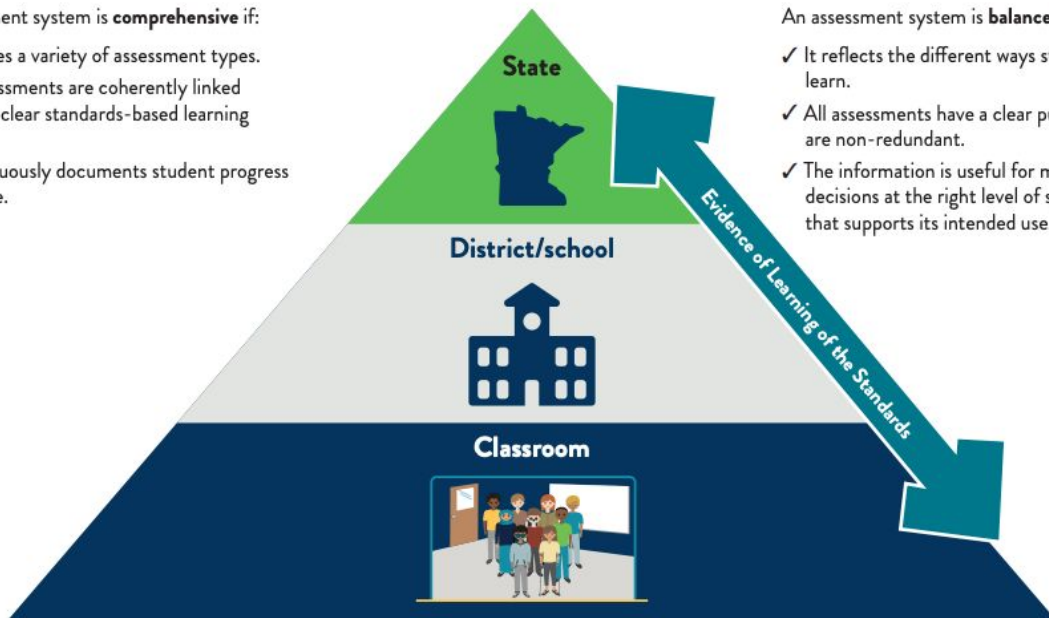 ent system is comprehensive if:
es a variety of assessment types.
ssments are coherently linked
clear standards-based learning
uously documents student progress
e.
State
District/school
Classroom
Evidence of Learning of the Standards
An assessment system is balance
✓ It reflects the different ways s
learn.
✓ All assessments have a clear pu
are non-redundant.
✓ The information is useful for m
decisions at the right level of s
that supports its intended use